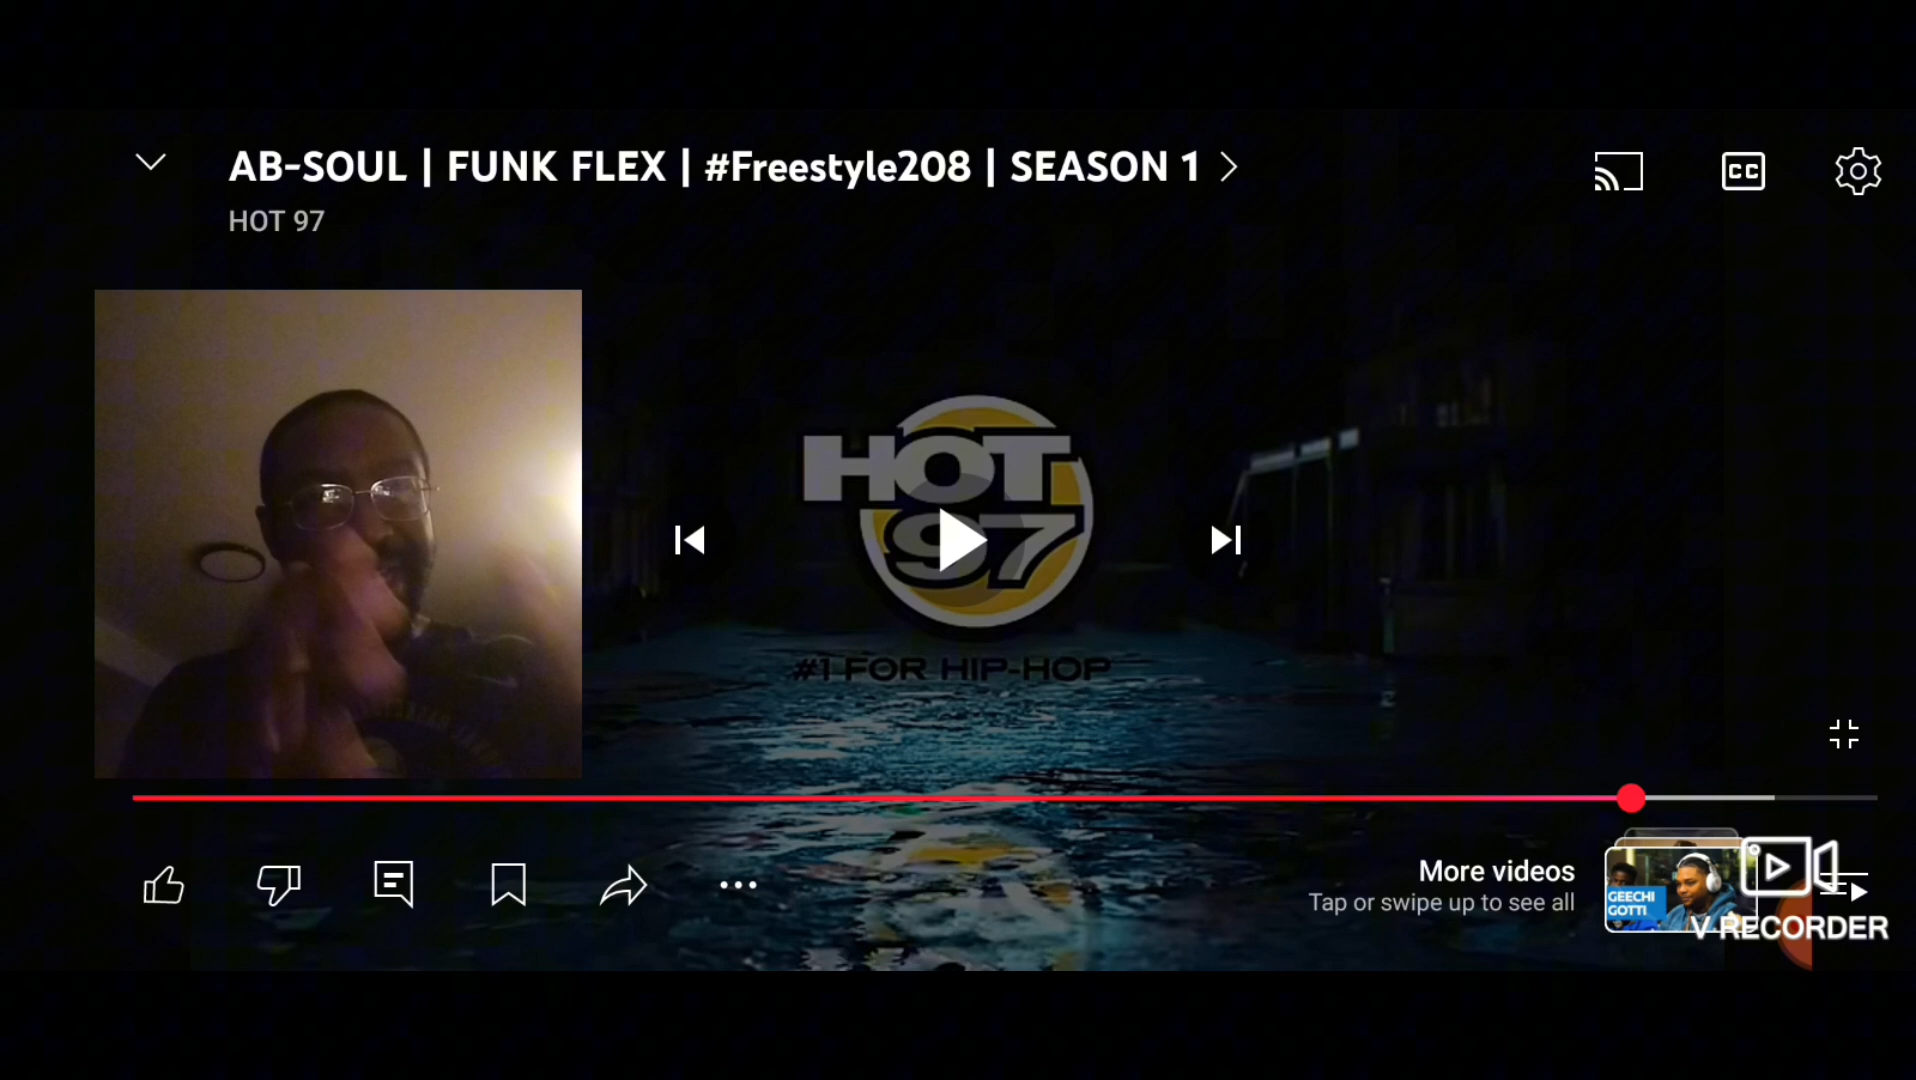 AB-SOUL | FUNK FLEX | #Freestyle208 | SEASON 1
HOT 97
CC
HOT
97
#1 FOR HIP-HOP
More videos
Tap or swipe up to see all
GEECHI
GOTTI
V RECORDER